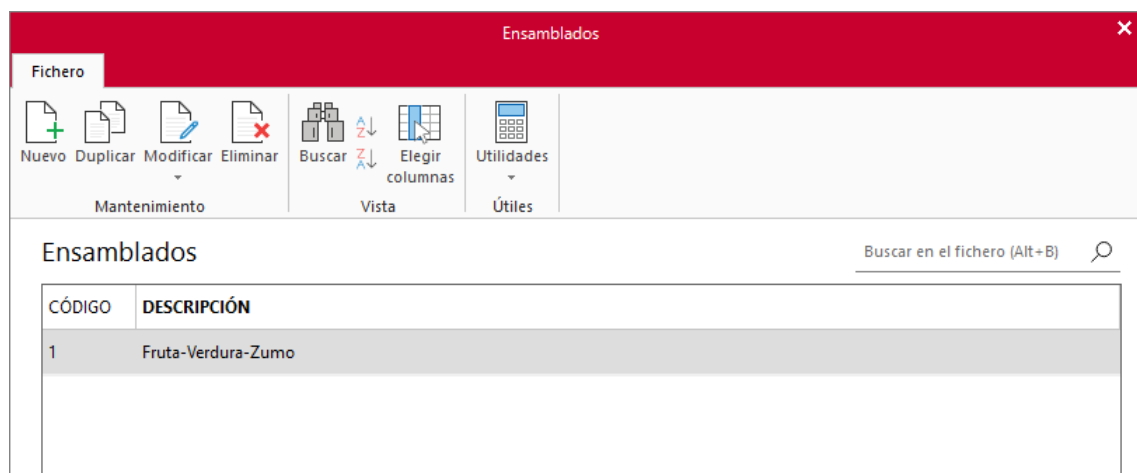 Ensamblados
Fichero
Nuevo Duplicar Modificar Eliminar Buscar Elegir columnas Utilidades
Mantenimiento Vista Útiles
Ensamblados Buscar en el fichero (Alt+B)
CÓDIGO DESCRIPCIÓN
1 Fruta-Verdura-Zumo